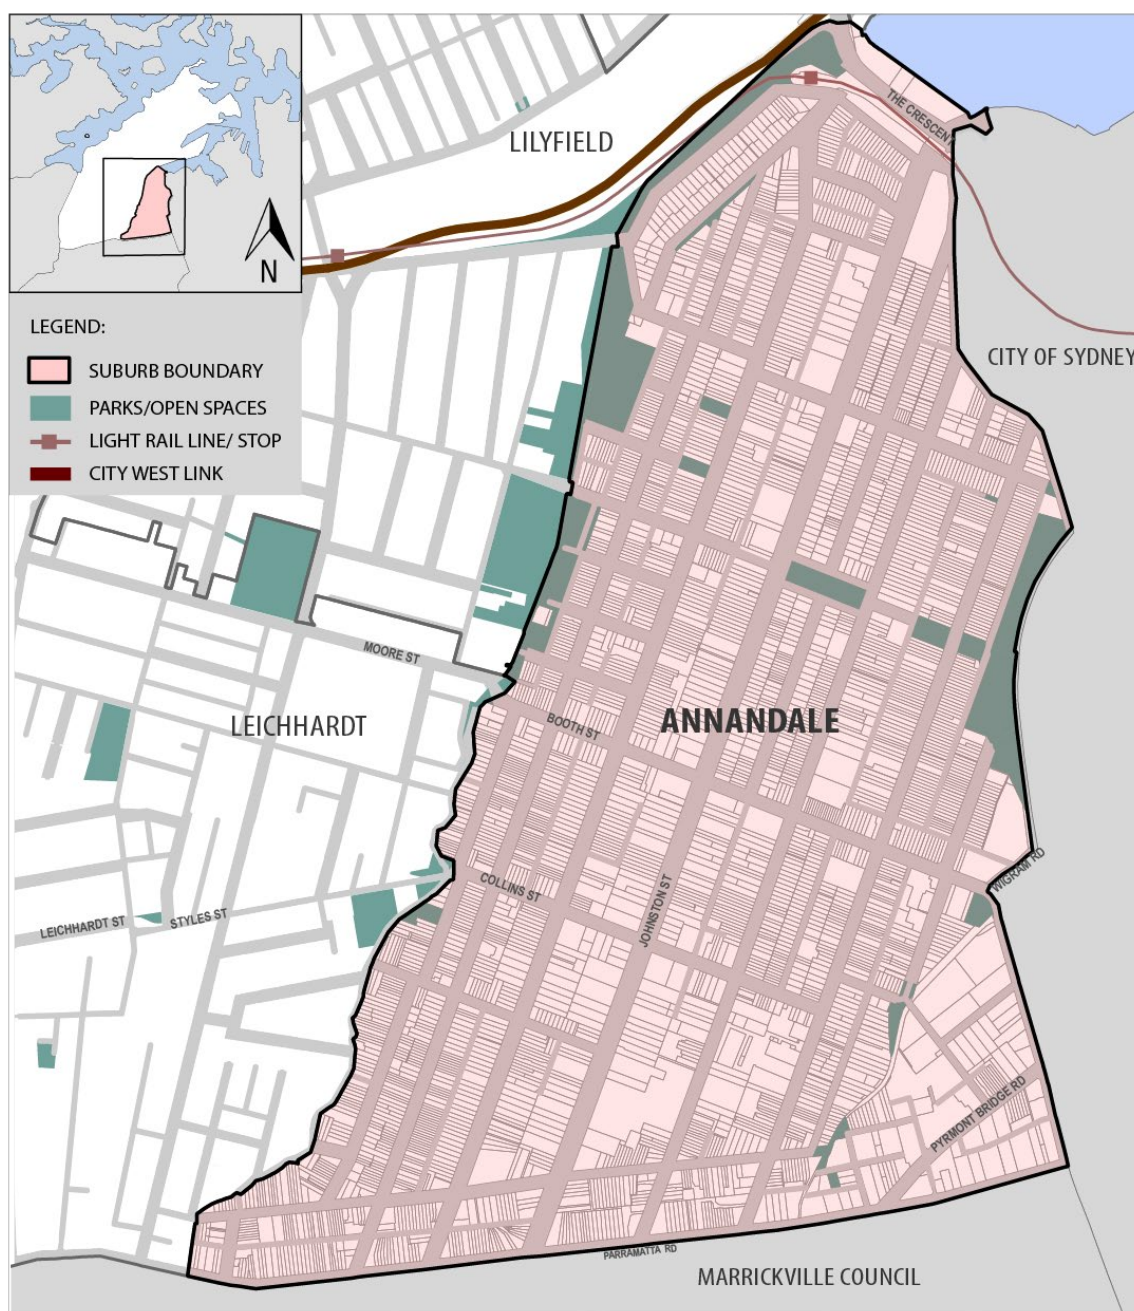 N
LEGEND:
SUBURB BOUNDARY
PARKS/OPEN SPACES
LIGHT RAIL LINE/ STOP
CITY WEST LINK
LILYFIELD
THE CRESCENT
CITY OF SYDNEY
MOORE ST
LEICHHARDT
BOOTH ST
ANNANDALE
COLLINS ST
JOHNSTON ST
WIGRAM RD
LEICHHARDT ST
STYLES ST
PYRMONT BRIDGE RD
PARRAMATTA RD
MARRICKVILLE COUNCIL